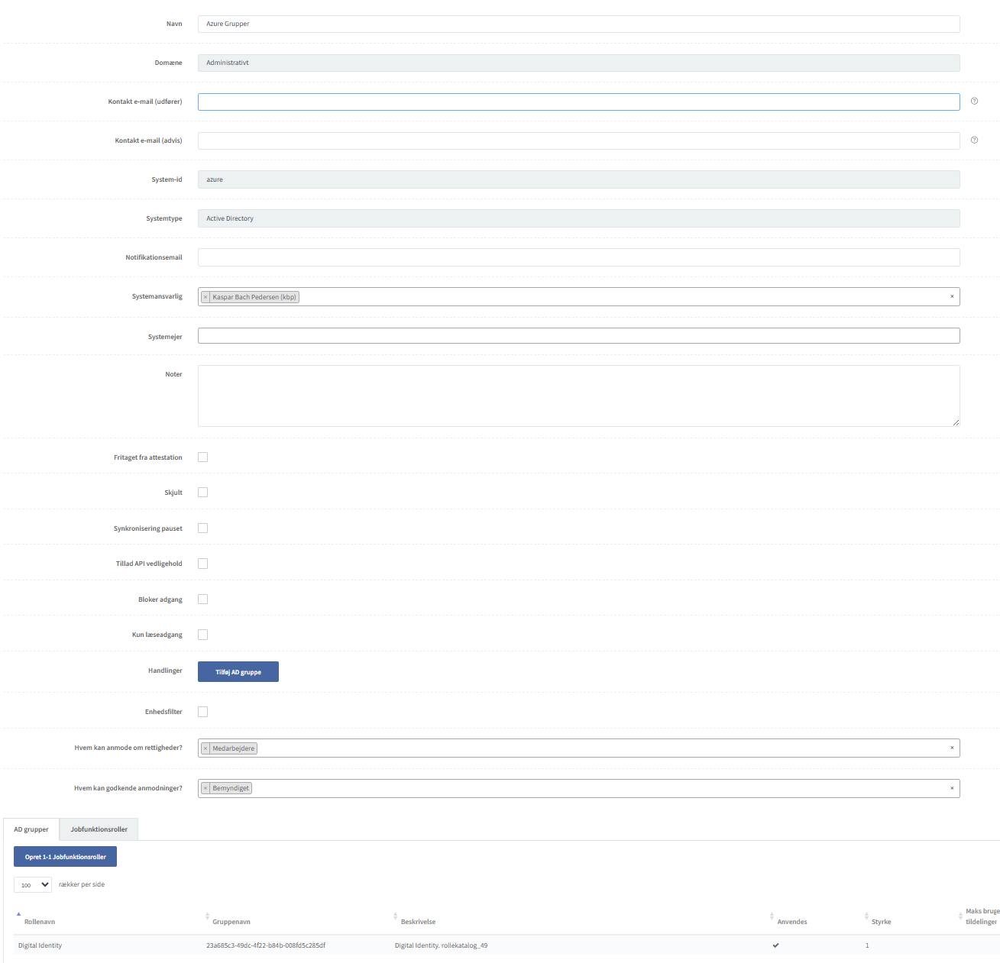 Navn
Azure Grupper
Domæne
Administrativt
Kontakt e-mail (udfører)
Kontakt e-mail (advis)
System-id
azure
Systemtype
Active Directory
Notifikationsemail
Systemansvarlig
× Kaspar Bach Pedersen (kbp) ×
Systemejer
Noter
Fritaget fra attestation
Skjult
Synkronisering pauset
Tillad API vedligehold
Bloker adgang
Kun læseadgang
Handlinger
Tilføj AD gruppe
Enhedsfilter
Hvem kan anmode om rettigheder?
× Medarbejdere ×
Hvem kan godkende anmodninger?
× Bemyndiget ×
AD grupper Jobfunktionsroller
Opret 1-1 Jobfunktionsroller
100 rækker per side
Rollenavn Gruppenavn Beskrivelse Anvendes Styrke Maks bruge
tildelinger
Digital Identity 23a685c3-49dc-4f22-b84b-008fd5c285df Digital Identity. rollekatalog_49 1